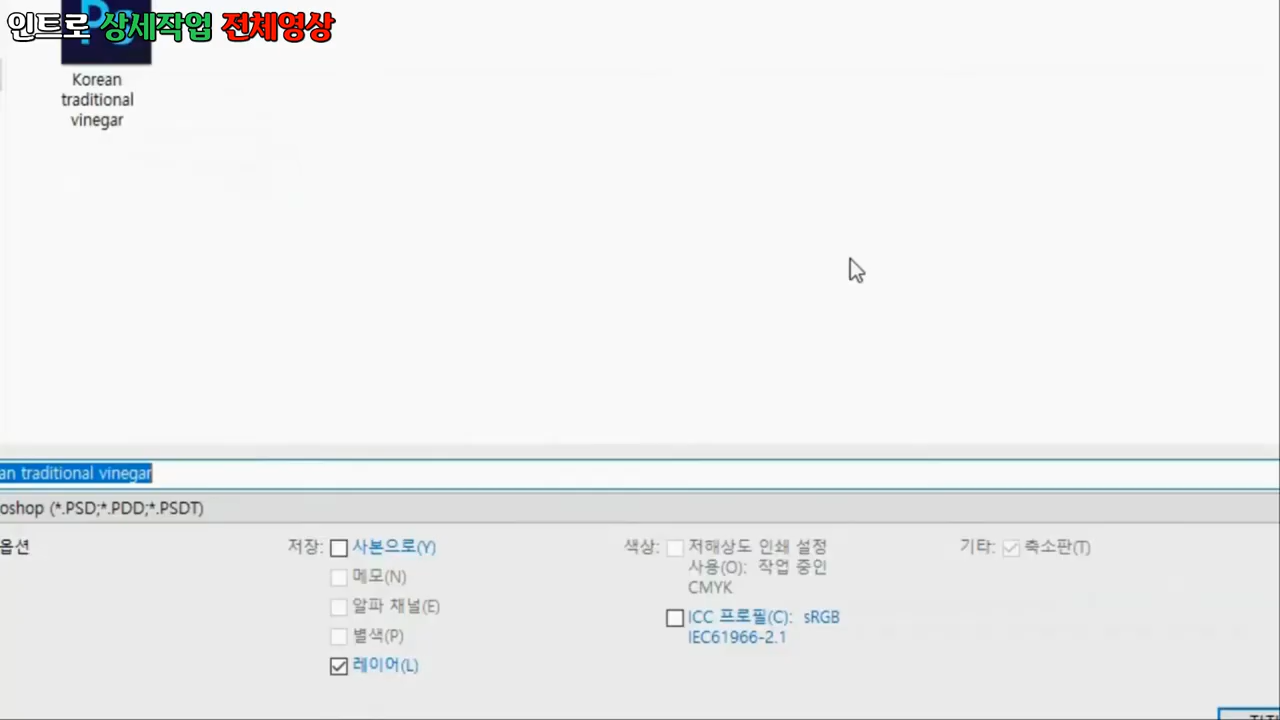 인트로 상세작업 전체영상
Korean
traditional
vinegar
an traditional vinegar
oshop (*.PSD;*.PDD;*.PSDT)
옵션
저장: 사본으로(Y)
메모(N)
알파 채널(E)
별색(P)
레이어(L)
색상: 저해상도 인쇄 설정
사용(O): 작업 중인
CMYK
ICC 프로필(C): sRGB
IEC61966-2.1
기타: 축소판(T)